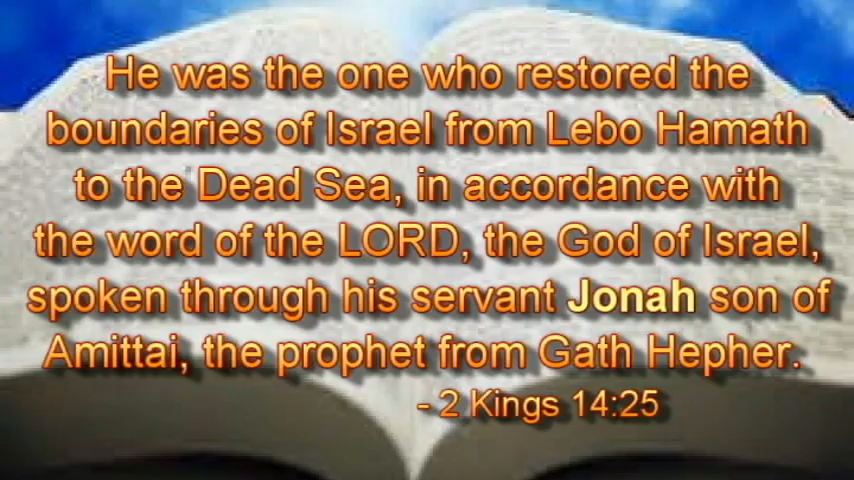 He was the one who restored the
boundaries of Israel from Lebo Hamath
to the Dead Sea, in accordance with
the word of the LORD, the God of Israel,
spoken through his servant Jonah son of
Amittai, the prophet from Gath Hepher.
- 2 Kings 14:25